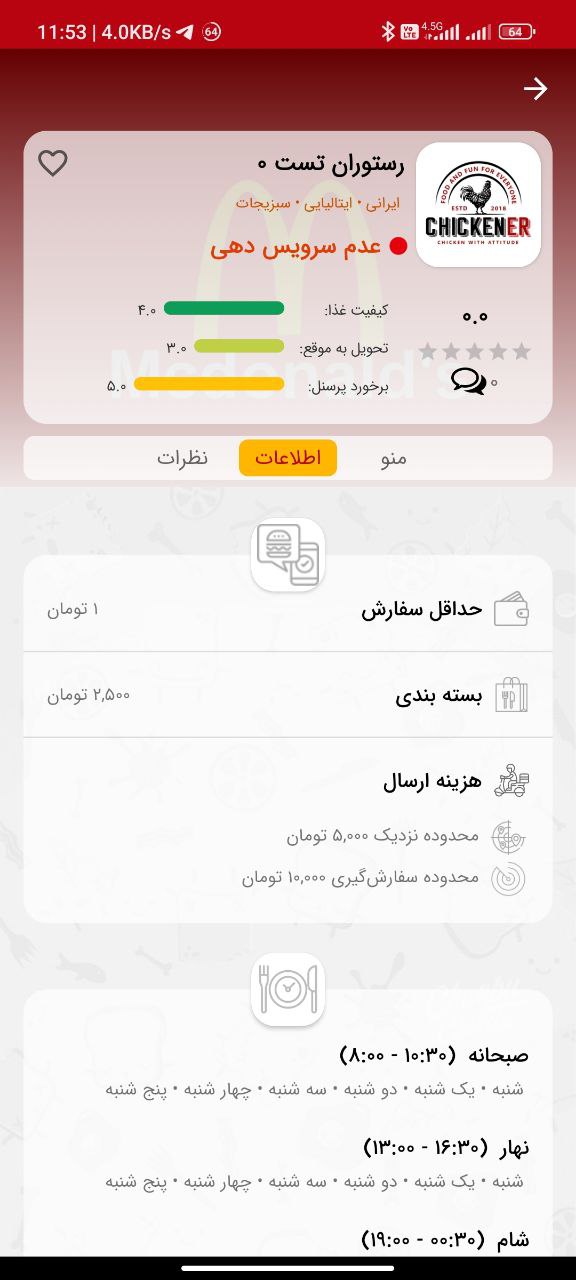 11:53 | 4.0KB/s 64
Vo LTE 4.5G 64
رستوران تست ۰
ایرانی • ایتالیایی • سبزیجات
عدم سرویس دهی
FOOD AND FUN FOR EVERYONE
ESTD 2018
CHICKENER
CHICKEN WITH ATTITUDE
McDonald's
۰.۰
۰
کیفیت غذا: ۴.۰
تحویل به موقع: ۳.۰
برخورد پرسنل: ۵.۰
منو
اطلاعات
نظرات
حداقل سفارش ۱ تومان
بسته بندی ۲,۵۰۰ تومان
هزینه ارسال
محدوده نزدیک ۵,۰۰۰ تومان
محدوده سفارش‌گیری ۱۰,۰۰۰ تومان
صبحانه (۸:۰۰ - ۱۰:۳۰)
شنبه • یک شنبه • دو شنبه • سه شنبه • چهار شنبه • پنج شنبه
نهار (۱۳:۰۰ - ۱۶:۳۰)
شنبه • یک شنبه • دو شنبه • سه شنبه • چهار شنبه • پنج شنبه
شام (۱۹:۰۰ - ۰۰:۳۰)